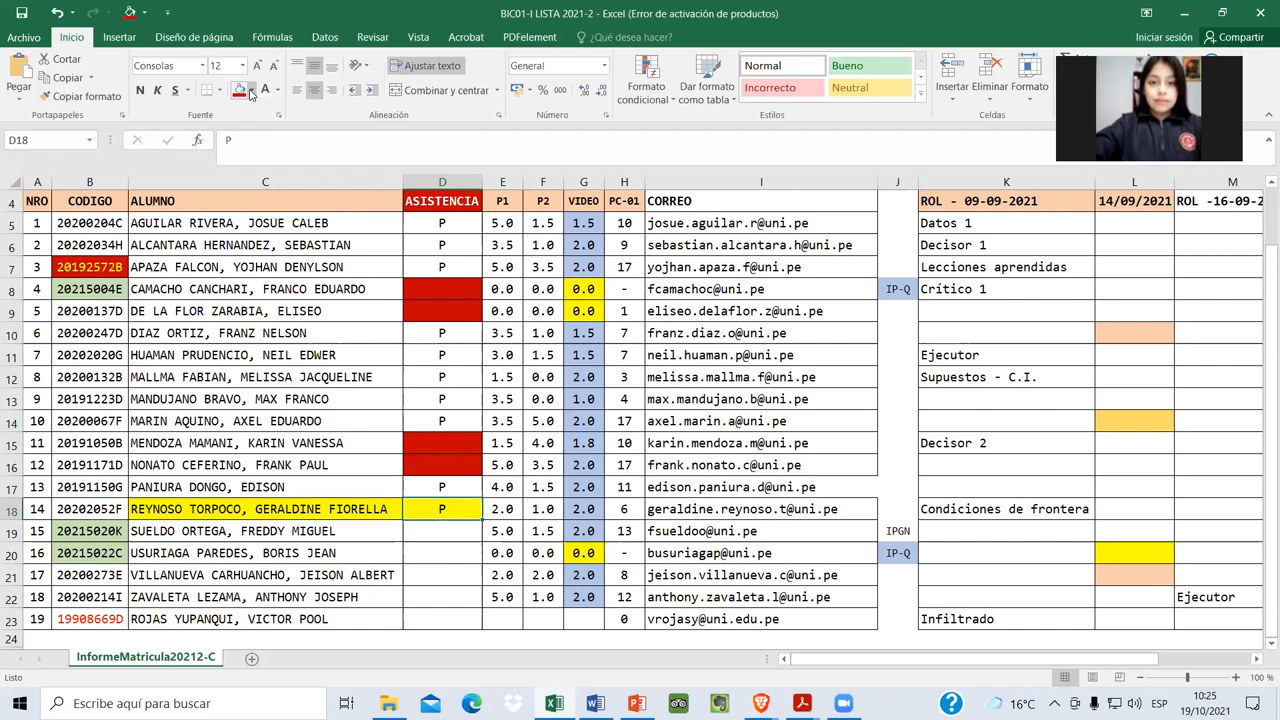 BIC01-I LISTA 2021-2 - Excel (Error de activación de productos)
Archivo Inicio Insertar Diseño de página Fórmulas Datos Revisar Vista Acrobat PDFelement ¿Qué desea hacer? Iniciar sesión Compartir
Pegar Cortar Copiar Copiar formato
Portapapeles
Consolas 12
N K S
Fuente
Ajustar texto
Combinar y centrar
Alineación
General
% 000
Número
Formato condicional
Dar formato como tabla
Normal Bueno
Incorrecto Neutral
Estilos
Insertar Eliminar Formato
Celdas
D18 fx P
A B C D E F G H I J K L M
4 NRO CODIGO ALUMNO ASISTENCIA P1 P2 VIDEO PC-01 CORREO ROL - 09-09-2021 14/09/2021 ROL -16-09-2
5 1 20200204C AGUILAR RIVERA, JOSUE CALEB P 5.0 1.0 1.5 10 josue.aguilar.r@uni.pe Datos 1
6 2 20202034H ALCANTARA HERNANDEZ, SEBASTIAN P 3.5 1.0 2.0 9 sebastian.alcantara.h@uni.pe Decisor 1
7 3 20192572B APAZA FALCON, YOJHAN DENYLSON P 5.0 3.5 2.0 17 yojhan.apaza.f@uni.pe Lecciones aprendidas
8 4 20215004E CAMACHO CANCHARI, FRANCO EDUARDO 0.0 0.0 0.0 - fcamachoc@uni.pe IP-Q Crítico 1
9 5 20200137D DE LA FLOR ZARABIA, ELISEO 0.0 0.0 0.0 1 eliseo.delaflor.z@uni.pe
10 6 20200247D DIAZ ORTIZ, FRANZ NELSON P 3.5 1.0 1.5 7 franz.diaz.o@uni.pe
11 7 20202020G HUAMAN PRUDENCIO, NEIL EDWER P 3.0 1.5 1.5 7 neil.huaman.p@uni.pe Ejecutor
12 8 20200132B MALLMA FABIAN, MELISSA JACQUELINE P 1.5 0.0 2.0 3 melissa.mallma.f@uni.pe Supuestos - C.I.
13 9 20191223D MANDUJANO BRAVO, MAX FRANCO P 1.0 0.0 2.0 4 max.mandujano.b@uni.pe
14 10 20200067F MARIN AQUINO, AXEL EDUARDO P 3.5 5.0 2.0 17 axel.marin.a@uni.pe
15 11 20191050B MENDOZA MAMANI, KARIN VANESSA 1.5 4.0 1.8 10 karin.mendoza.m@uni.pe Decisor 2
16 12 20191171D NONATO CEFERINO, FRANK PAUL 5.0 3.5 2.0 17 frank.nonato.c@uni.pe
17 13 20191150G PANIURA DONGO, EDISON P 4.0 1.5 2.0 11 edison.paniura.d@uni.pe
18 14 20202052F REYNOSO TORPOCO, GERALDINE FIORELLA P 2.0 1.0 2.0 6 geraldine.reynoso.t@uni.pe Condiciones de frontera
19 15 20215020K SUELDO ORTEGA, FREDDY MIGUEL 5.0 1.5 2.0 13 fsueldoo@uni.pe IPGN
20 16 20215022C USURIAGA PAREDES, BORIS JEAN 0.0 0.0 0.0 - busuriagap@uni.pe IP-Q
21 17 20200273E VILLANUEVA CARHUANCHO, JEISON ALBERT 2.0 2.0 2.0 8 jeison.villanueva.c@uni.pe
22 18 20200214I ZAVALETA LEZAMA, ANTHONY JOSEPH 5.0 1.0 2.0 12 anthony.zavaleta.l@uni.pe Ejecutor
23 19 19908669D ROJAS YUPANQUI, VICTOR POOL 0 vrojasy@uni.edu.pe Infiltrado
24
InformeMatricula20212-C
Listo 100 %
Escribe aquí para buscar
16°C ESP 10:25
19/10/2021